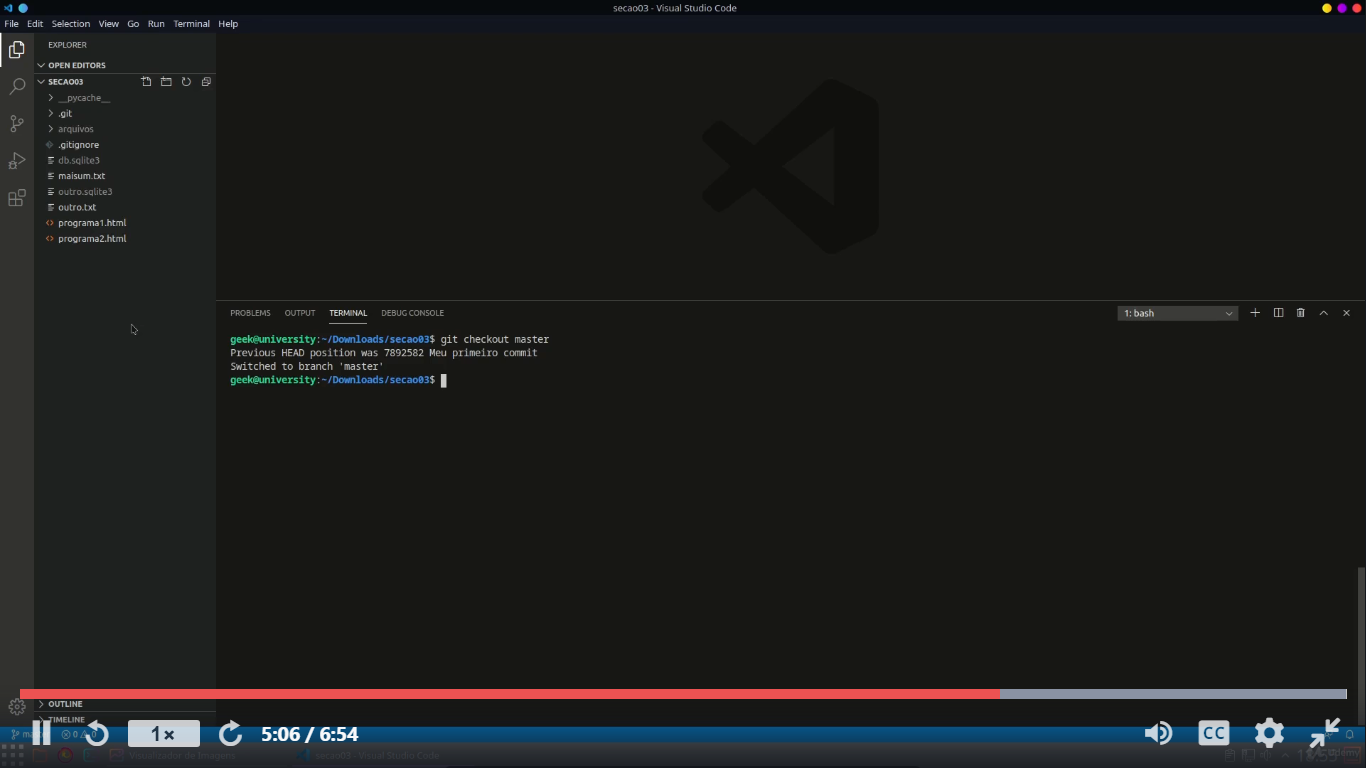 secao03 - Visual Studio Code
File Edit Selection View Go Run Terminal Help
EXPLORER
OPEN EDITORS
SECAO03
__pycache__
.git
arquivos
.gitignore
db.sqlite3
maisum.txt
outro.sqlite3
outro.txt
programa1.html
programa2.html
PROBLEMS OUTPUT TERMINAL DEBUG CONSOLE
1: bash
geek@university:~/Downloads/secao03$ git checkout master
Previous HEAD position was 7892582 Meu primeiro commit
Switched to branch 'master'
geek@university:~/Downloads/secao03$
OUTLINE
TIMELINE
1×
5:06 / 6:54
CC
Visualizador de Imagens
secao03 - Visual Studio Code